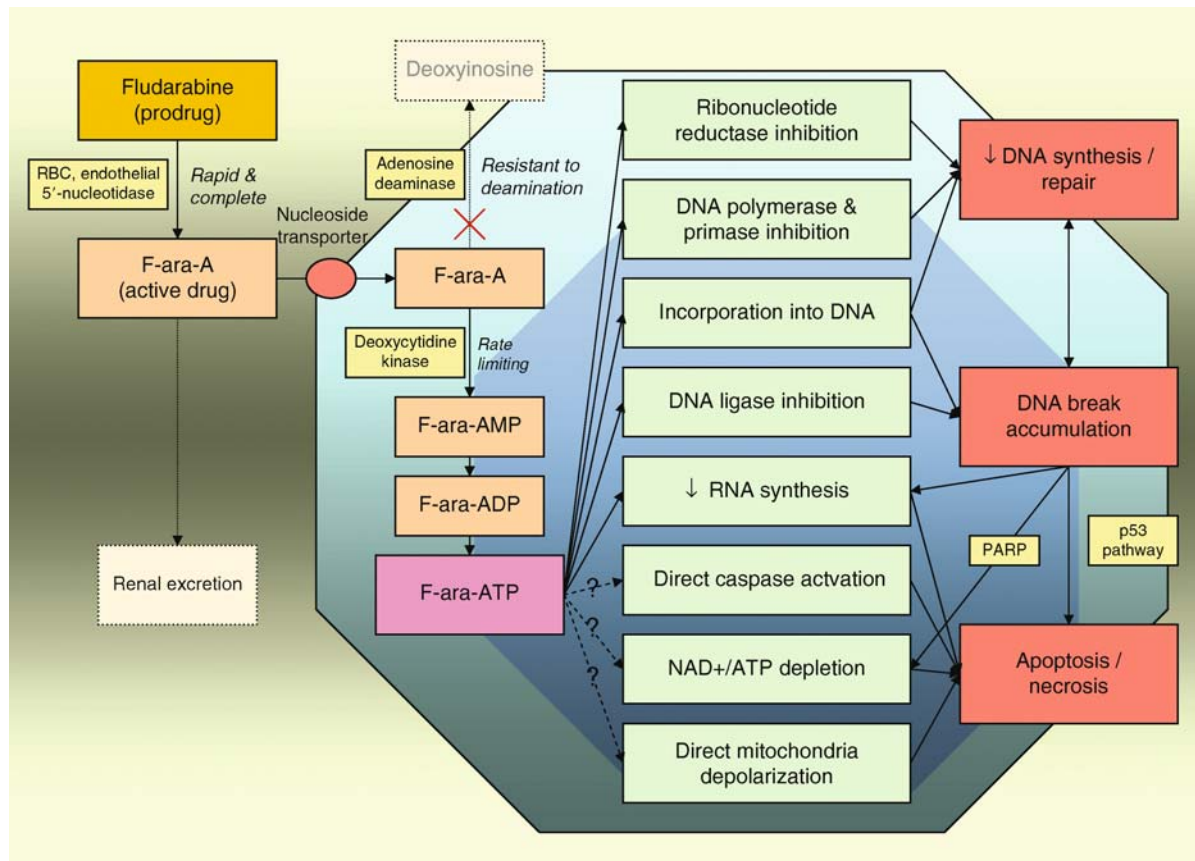 Fludarabine
(prodrug)
RBC, endothelial
5′-nucleotidase
Rapid &
complete
F-ara-A
(active drug)
Renal excretion
Nucleoside
transporter
Deoxyinosine
Adenosine
deaminase
Resistant to
deamination
F-ara-A
Deoxycytidine
kinase
Rate
limiting
F-ara-AMP
F-ara-ADP
F-ara-ATP
?
?
?
Ribonucleotide
reductase inhibition
DNA polymerase &
primase inhibition
Incorporation into DNA
DNA ligase inhibition
↓ RNA synthesis
Direct caspase actvation
NAD+/ATP depletion
Direct mitochondria
depolarization
↓ DNA synthesis /
repair
DNA break
accumulation
PARP
p53
pathway
Apoptosis /
necrosis